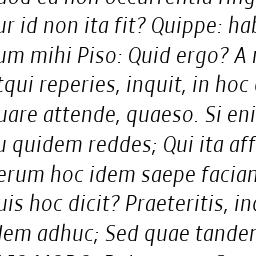 ur id non ita fit? Quippe: hab
um mihi Piso: Quid ergo? A
tqui reperies, inquit, in hoc
uare attende, quaeso. Si eni
u quidem reddes; Qui ita aff
erum hoc idem saepe facian
uis hoc dicit? Praeteritis, in
dem adhuc; Sed quae tander